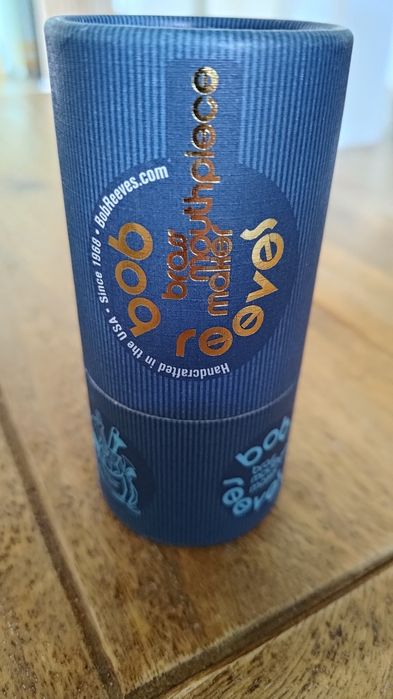 bob
brass
mouthpiece
maker
reeves
Handcrafted in the USA • Since 1968 • BobReeves.com
bob
brass
mouthpiece
maker
reeves